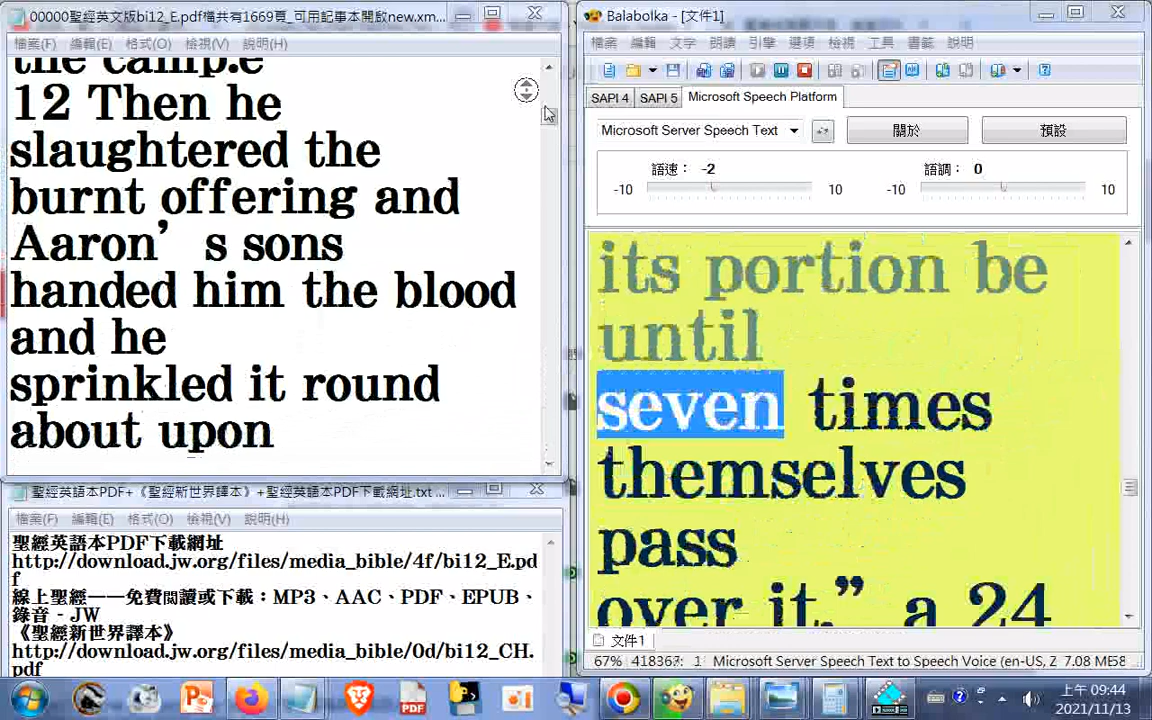 00000聖經英文版bi12_E.pdf檔共有1669頁_可用記事本開啟new.xm...
檔案(F) 編輯(E) 格式(O) 檢視(V) 說明(H)
the camp.e
12 Then he
slaughtered the
burnt offering and
Aaron’s sons
handed him the blood
and he
sprinkled it round
about upon
聖經英語本PDF+《聖經新世界譯本》+聖經英語本PDF下載網址.txt ...
檔案(F) 編輯(E) 格式(O) 檢視(V) 說明(H)
聖經英語本PDF下載網址
http://download.jw.org/files/media_bible/4f/bi12_E.pd
f
線上聖經——免費閱讀或下載：MP3、AAC、PDF、EPUB、
錄音 - JW
《聖經新世界譯本》
http://download.jw.org/files/media_bible/0d/bi12_CH.
pdf
Balabolka - [文件1]
檔案 編輯 文字 朗讀 引擎 選項 檢視 工具 書籤 說明
SAPI 4 SAPI 5 Microsoft Speech Platform
Microsoft Server Speech Text 關於 預設
語速： -2 語調： 0
-10 10 -10 10
its portion be
until
seven times
themselves
pass
over it.” a 24
文件1
67% 418367: 1 Microsoft Server Speech Text to Speech Voice (en-US, Z 7.08 ME58
上午 09:44
2021/11/13